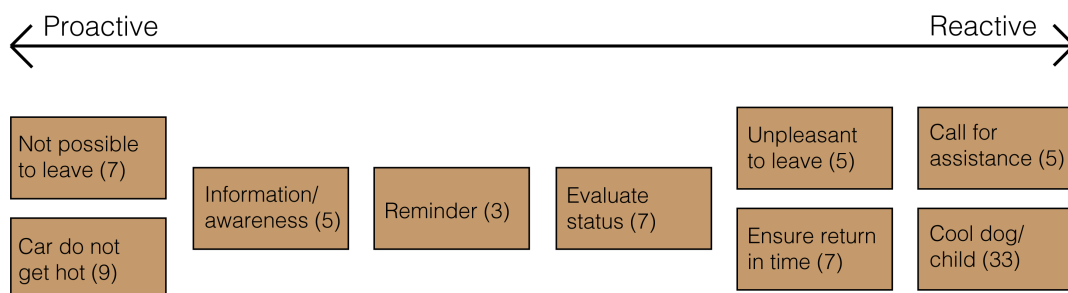 Proactive
Reactive
Not possible
to leave (7)
Car do not
get hot (9)
Information/
awareness (5)
Reminder (3)
Evaluate
status (7)
Unpleasant
to leave (5)
Ensure return
in time (7)
Call for
assistance (5)
Cool dog/
child (33)